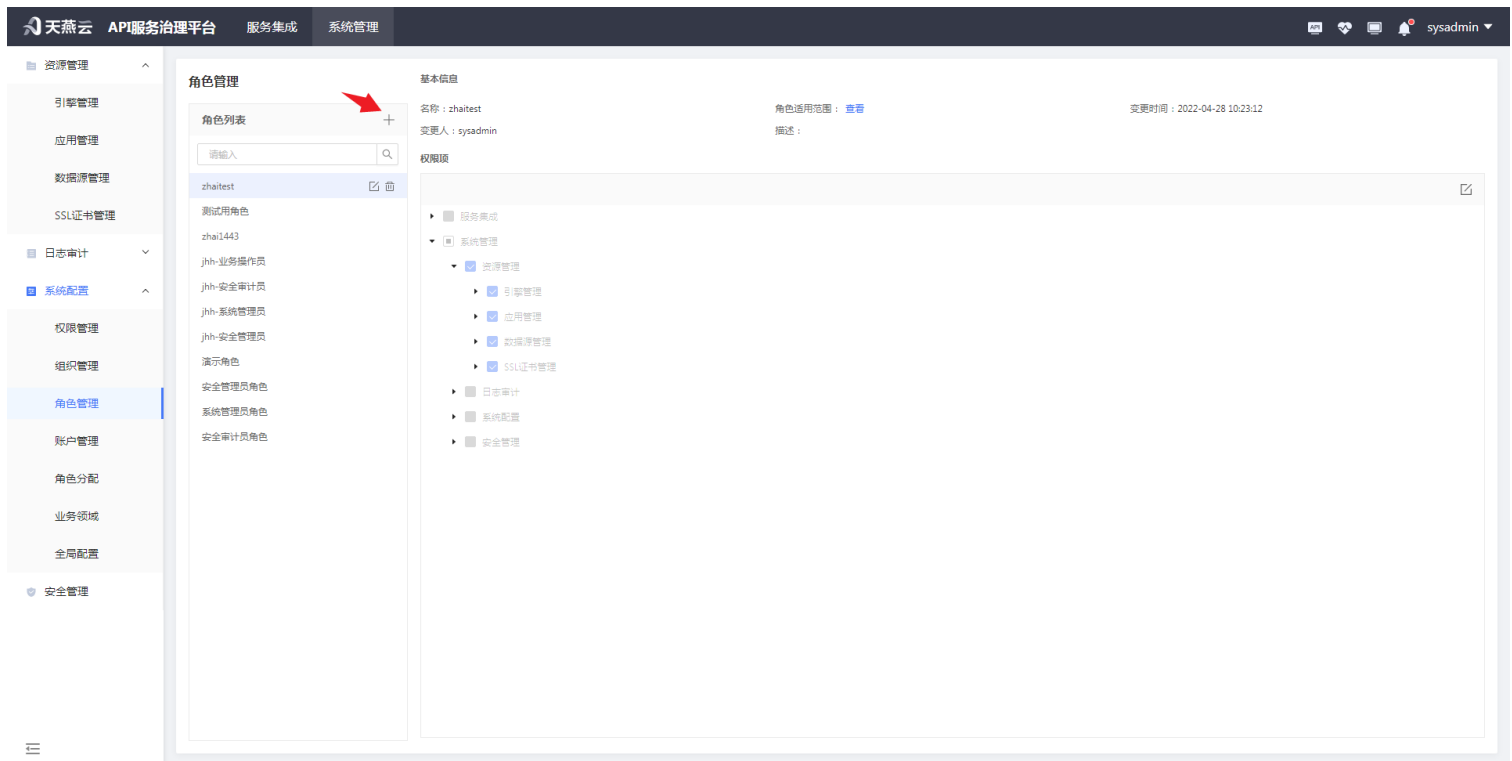 天燕云 API服务治理平台 服务集成 系统管理 API sysadmin
资源管理
引擎管理
应用管理
数据源管理
SSL证书管理
日志审计
系统配置
权限管理
组织管理
角色管理
账户管理
角色分配
业务领域
全局配置
安全管理
角色管理
角色列表
请输入
zhaitest
测试用角色
zhai1443
jhh-业务操作员
jhh-安全审计员
jhh-系统管理员
jhh-安全管理员
演示角色
安全管理员角色
系统管理员角色
安全审计员角色
基本信息
名称：zhaitest 角色适用范围： 查看 变更时间：2022-04-28 10:23:12
变更人：sysadmin 描述：
权限项
服务集成
系统管理
资源管理
引擎管理
应用管理
数据源管理
SSL证书管理
日志审计
系统配置
安全管理